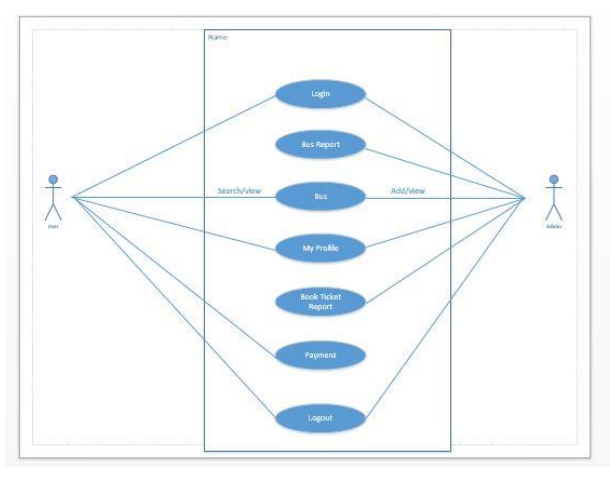 Name
Login
Bus Report
Search/view
Bus
Add/view
User
Admin
My Profile
Book Ticket
Report
Payment
Logout